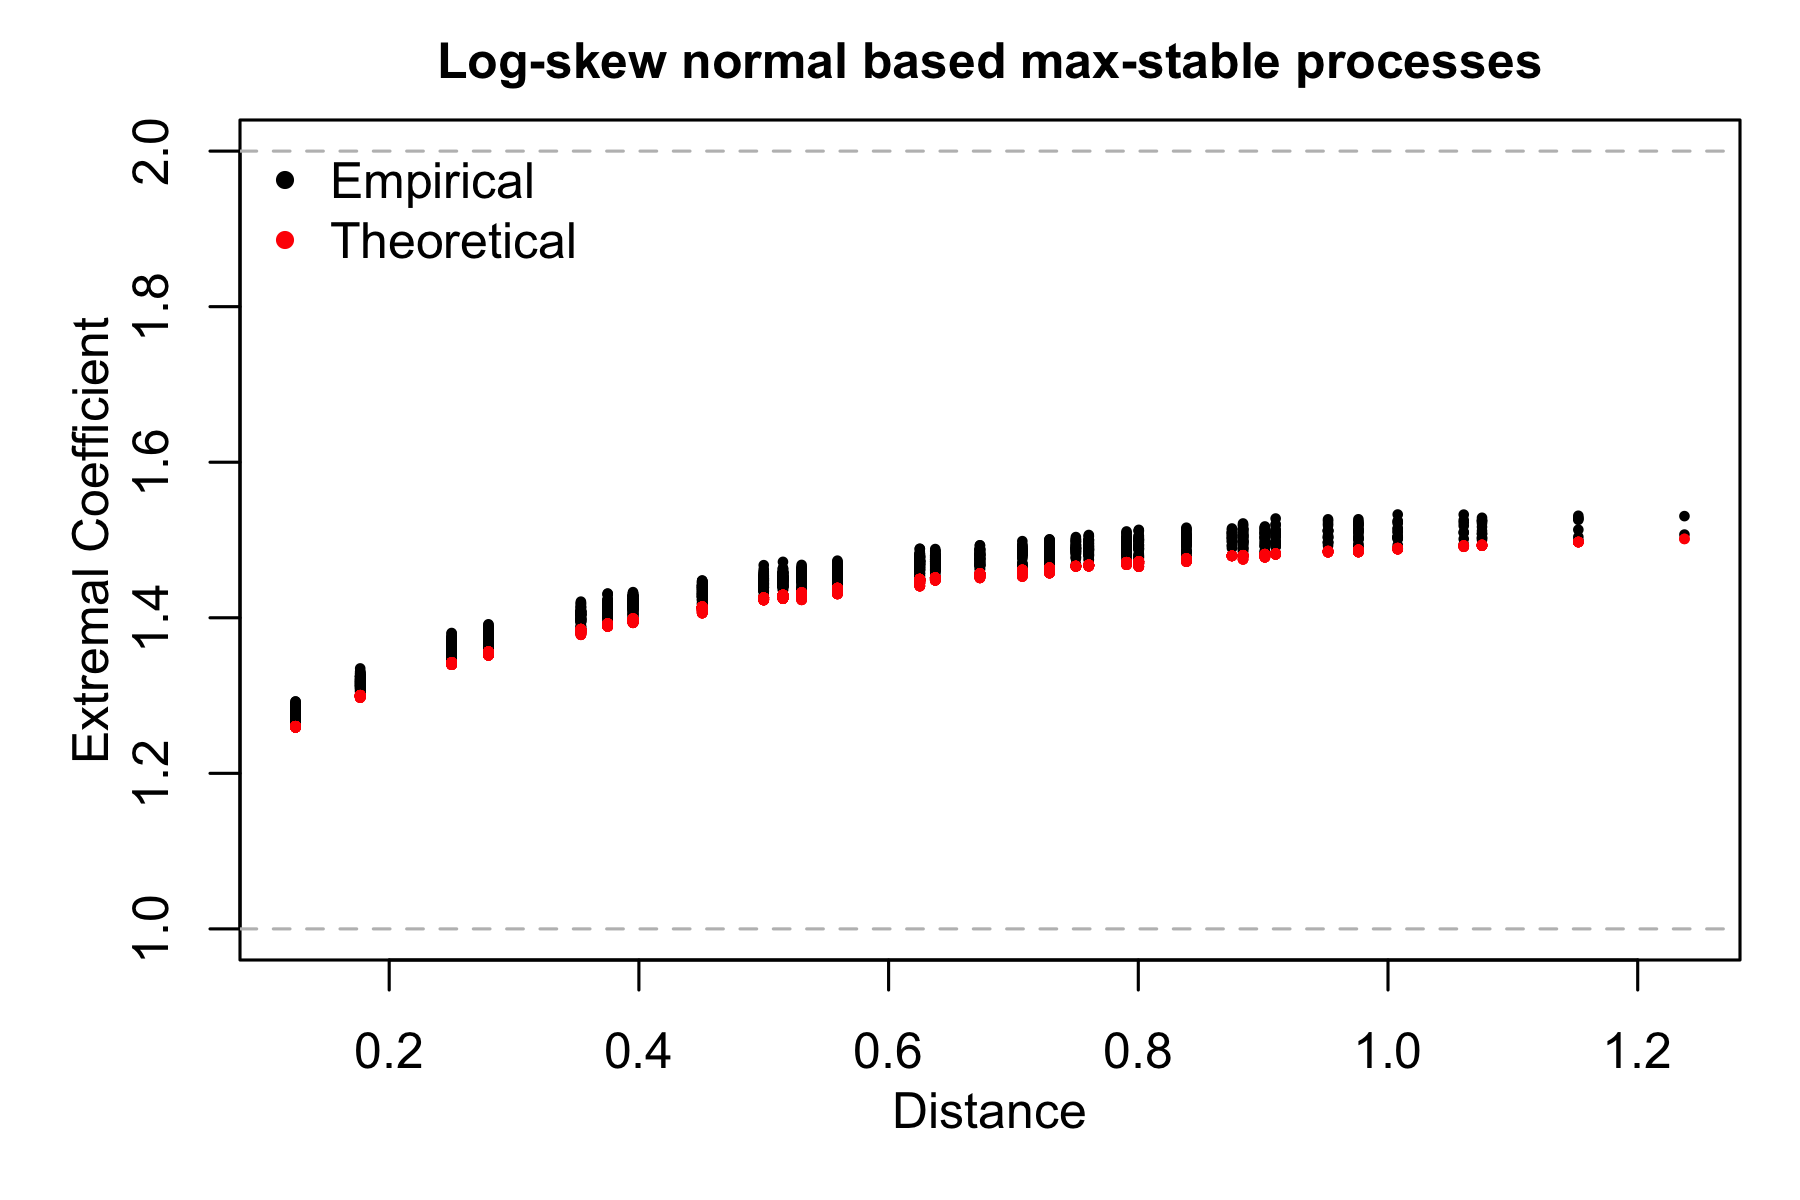 Log-skew normal based max-stable processes
Empirical
Theoretical
Extremal Coefficient
2.0
1.8
1.6
1.4
1.2
1.0
0.2 0.4 0.6 0.8 1.0 1.2
Distance